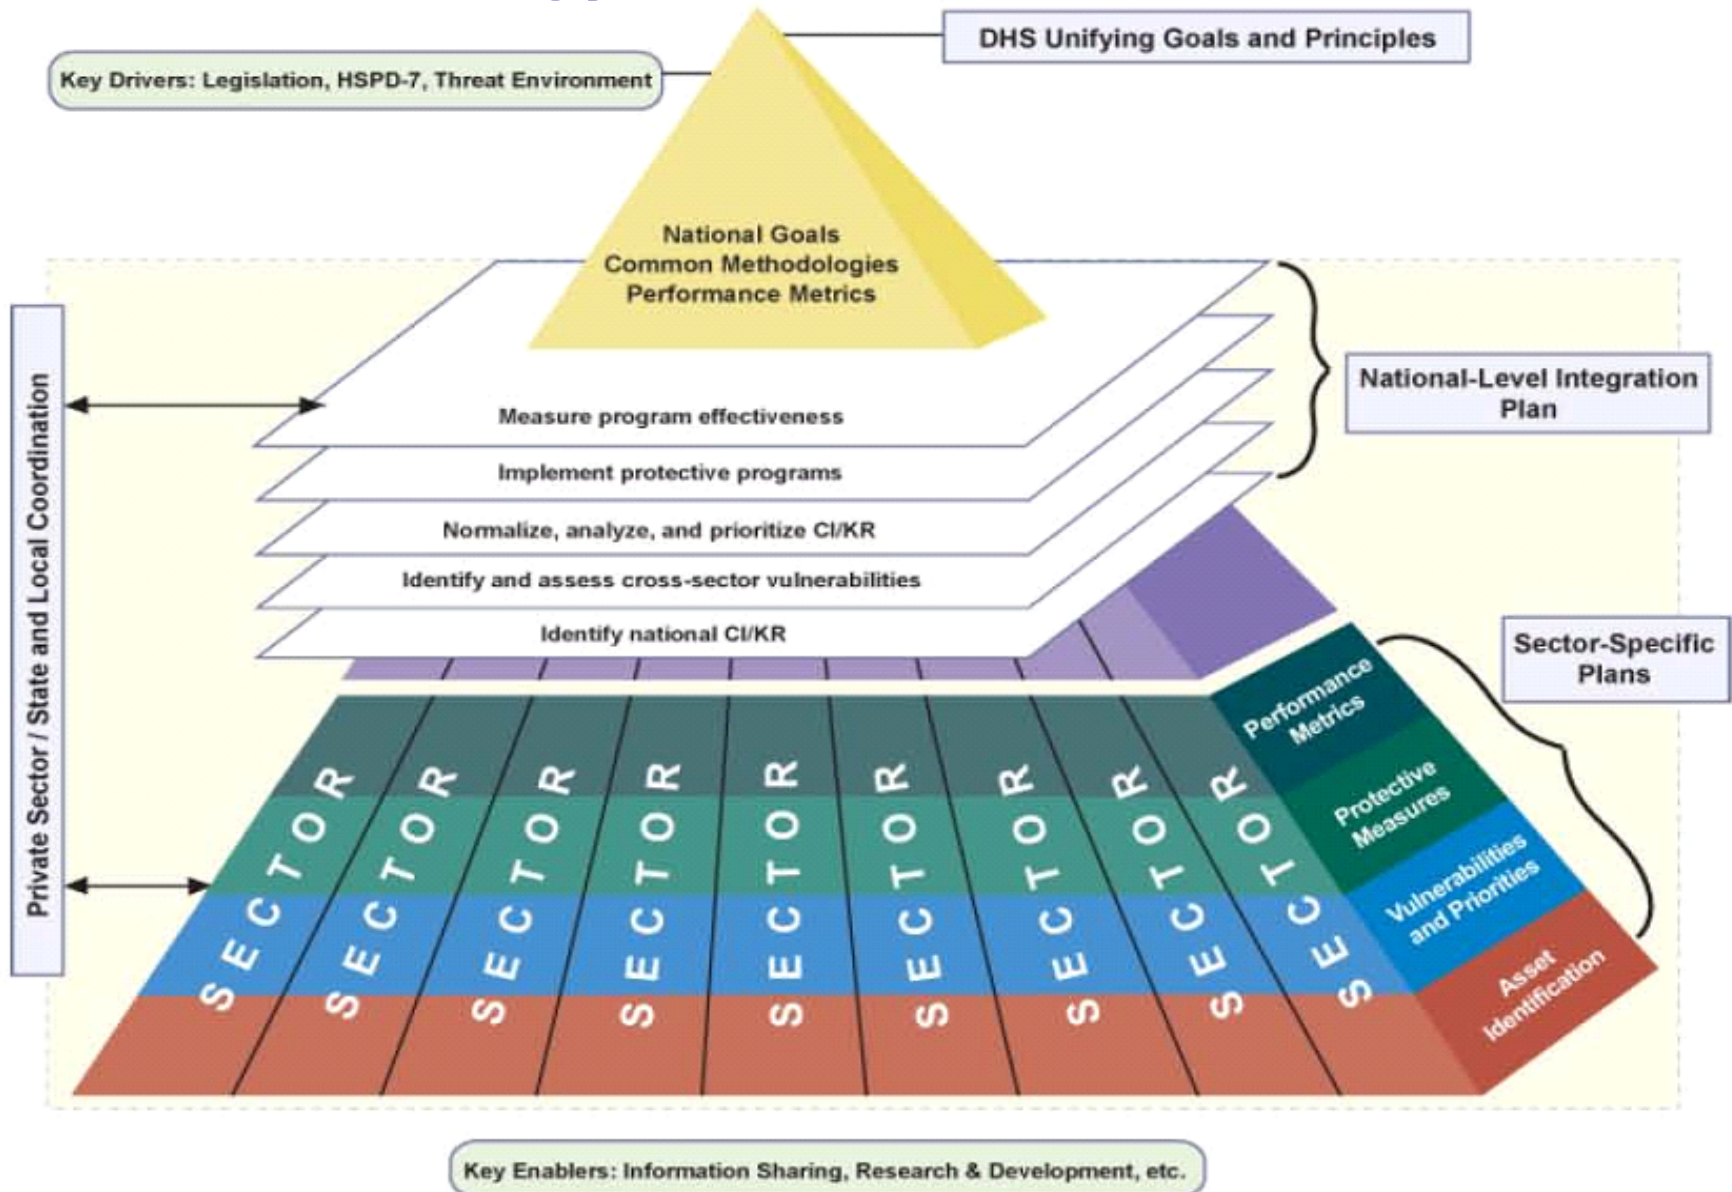 DHS Unifying Goals and Principles
Key Drivers: Legislation, HSPD-7, Threat Environment
National Goals
Common Methodologies
Performance Metrics
Private Sector / State and Local Coordination
National-Level Integration
Plan
Measure program effectiveness
Implement protective programs
Normalize, analyze, and prioritize CI/KR
Identify and assess cross-sector vulnerabilities
Identify national CI/KR
Sector-Specific
Plans
Performance
Metrics
Protective
Measures
Vulnerabilities
and Priorities
Asset
Identification
SECTOR
SECTOR
SECTOR
SECTOR
SECTOR
SECTOR
SECTOR
SECTOR
SECTOR
Key Enablers: Information Sharing, Research & Development, etc.